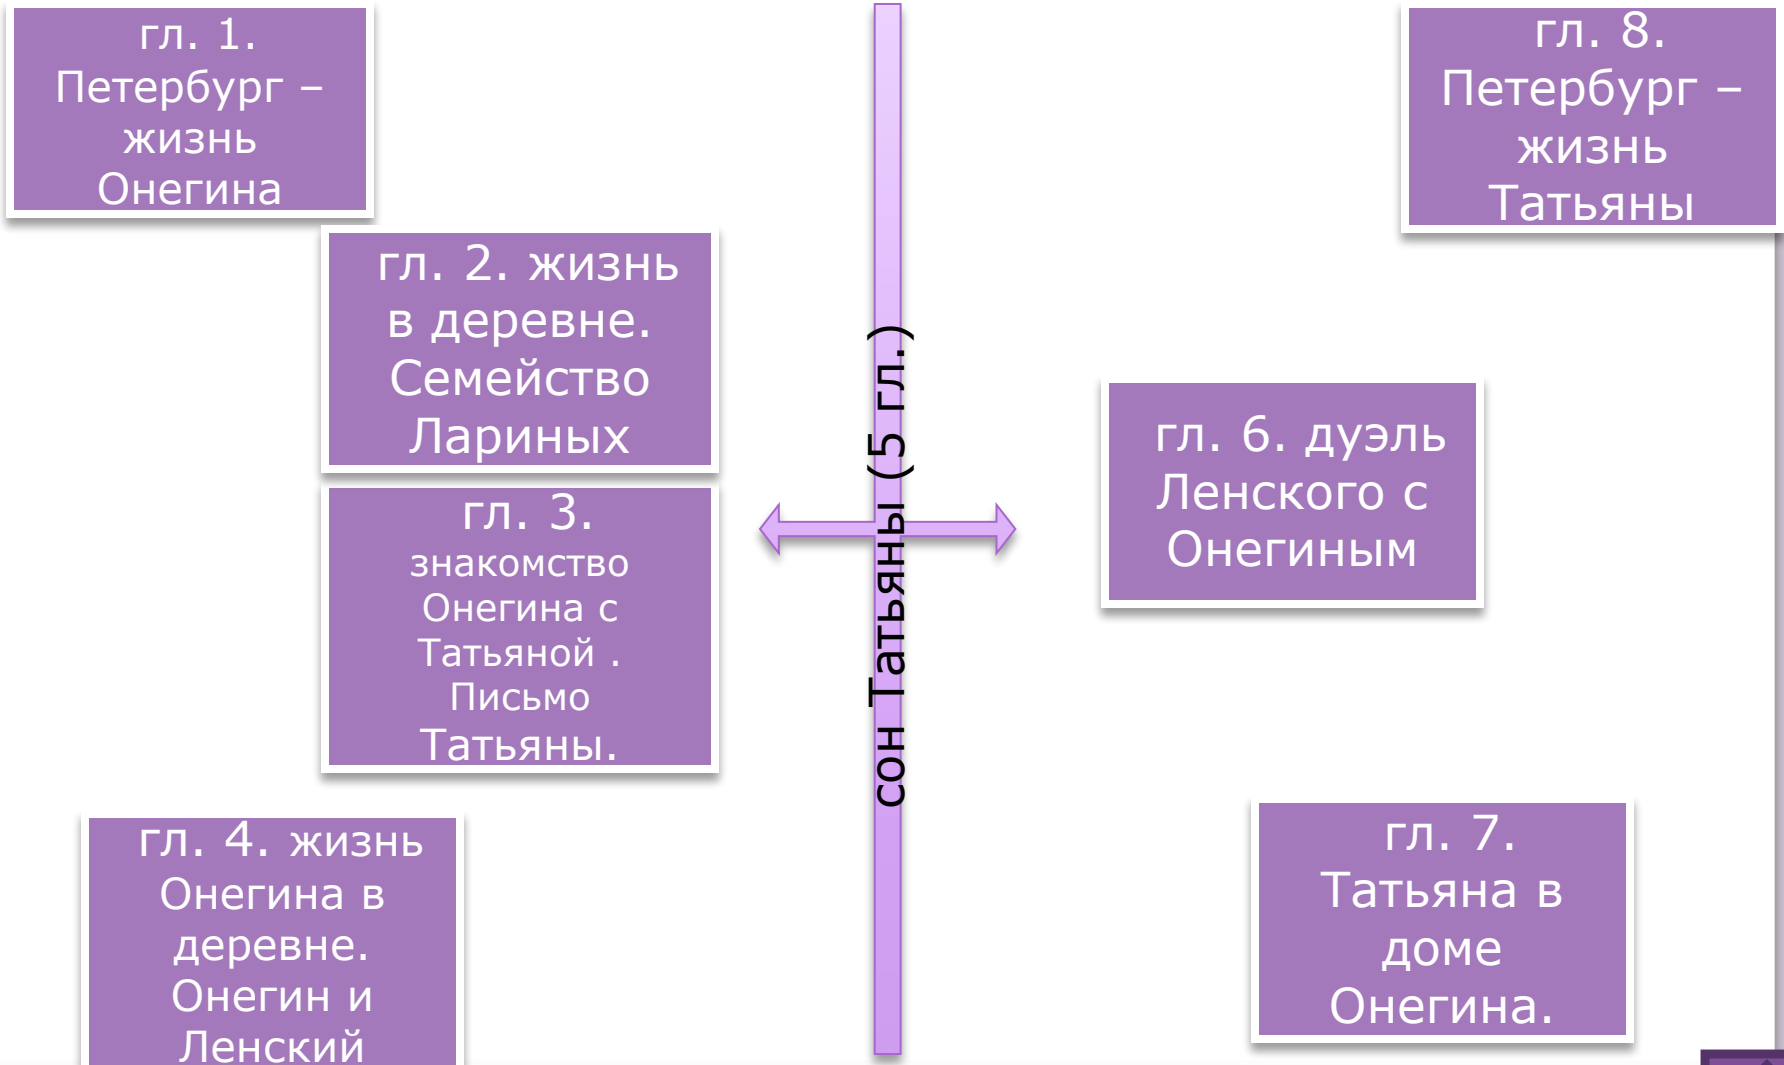 гл. 1.
Петербург –
жизнь
Онегина
гл. 2. жизнь
в деревне.
Семейство
Лариных
гл. 3.
знакомство
Онегина с
Татьяной .
Письмо
Татьяны.
гл. 4. жизнь
Онегина в
деревне.
Онегин и
Ленский
сон Татьяны (5 гл.)
гл. 8.
Петербург –
жизнь
Татьяны
гл. 6. дуэль
Ленского с
Онегиным
гл. 7.
Татьяна в
доме
Онегина.